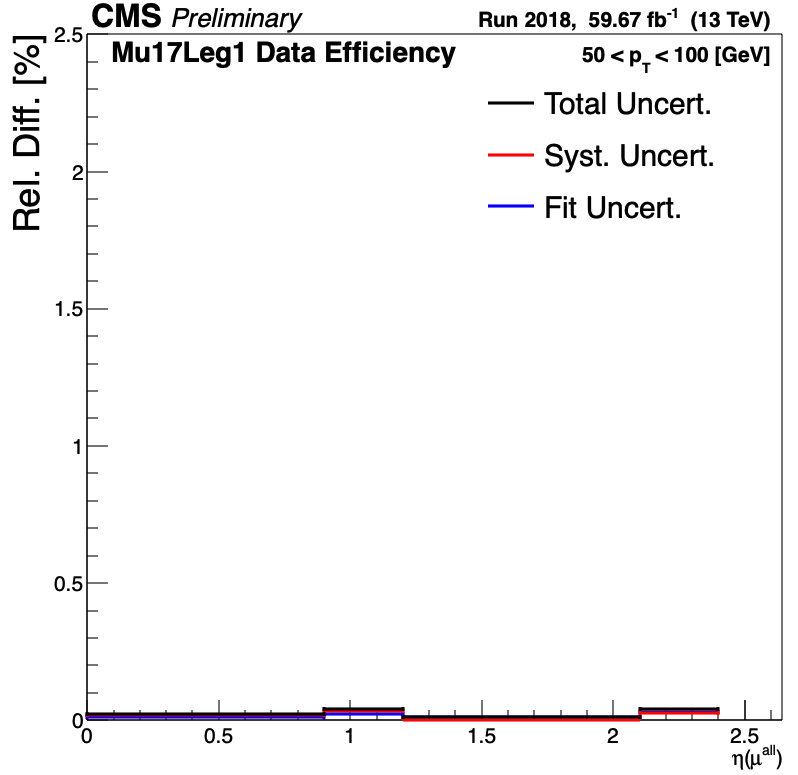 CMS Preliminary
Run 2018, 59.67 fb⁻¹ (13 TeV)
Mu17Leg1 Data Efficiency
50 < p_T < 100 [GeV]
Rel. Diff. [%]
Total Uncert.
Syst. Uncert.
Fit Uncert.
2.5
2
1.5
1
0.5
0
0 0.5 1 1.5 2 2.5
η(μ^all)